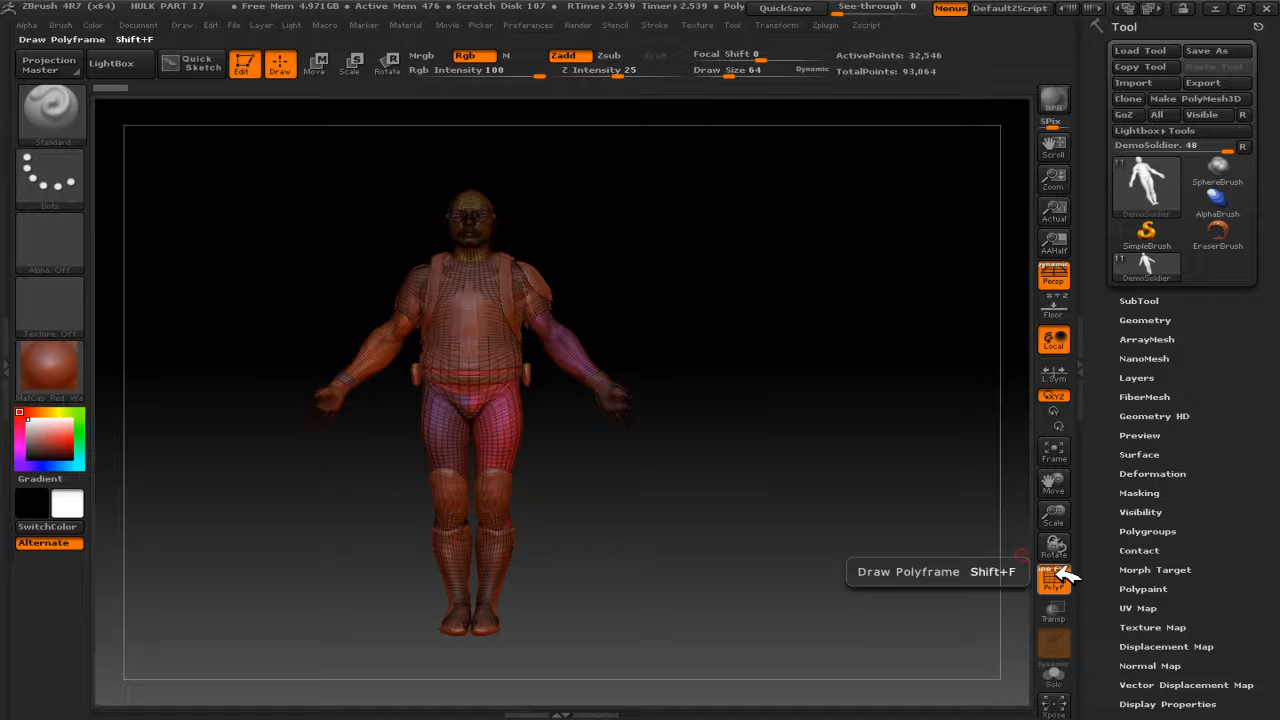 ZBrush 4R7 (x64) HULK PART 17 • Free Mem 4.971GB • Active Mem 476 • Scratch Disk 107 • RTime▸2.599 Timer▸2.539 • Poly QuickSave See-through 0 Menus DefaultZScript
Alpha Brush Color Document Draw Edit File Layer Light Macro Marker Material Movie Picker Preferences Render Stencil Stroke Texture Tool Transform Zplugin Zscript
Draw Polyframe Shift+F
Projection Master
LightBox
Quick Sketch
Edit
Draw
Move
Scale
Rotate
Mrgb Rgb M
Rgb Intensity 100
Zadd Zsub
Z Intensity 25
Focal Shift 0
Draw Size 64 Dynamic
ActivePoints: 32,546
TotalPoints: 93,064
Standard
Dots
Alpha Off
Texture Off
MatCap Red Wa
Gradient
SwitchColor
Alternate
BPR
SPix
Scroll
Zoom
Actual
AAHalf
Dynamic
Persp
X Y Z
Floor
Local
L.Sym
XYZ
Y
Z
Frame
Move
Scale
Rotate
PolyF
Transp
Dynamic
Solo
Xpose
Draw Polyframe Shift+F
Tool
Load Tool Save As
Copy Tool Paste Tool
Import Export
Clone Make PolyMesh3D
GoZ All Visible R
Lightbox▸Tools
DemoSoldier. 48 R
11
DemoSoldier
SphereBrush
AlphaBrush
SimpleBrush
EraserBrush
11
DemoSoldier
SubTool
Geometry
ArrayMesh
NanoMesh
Layers
FiberMesh
Geometry HD
Preview
Surface
Deformation
Masking
Visibility
Polygroups
Contact
Morph Target
Polypaint
UV Map
Texture Map
Displacement Map
Normal Map
Vector Displacement Map
Display Properties